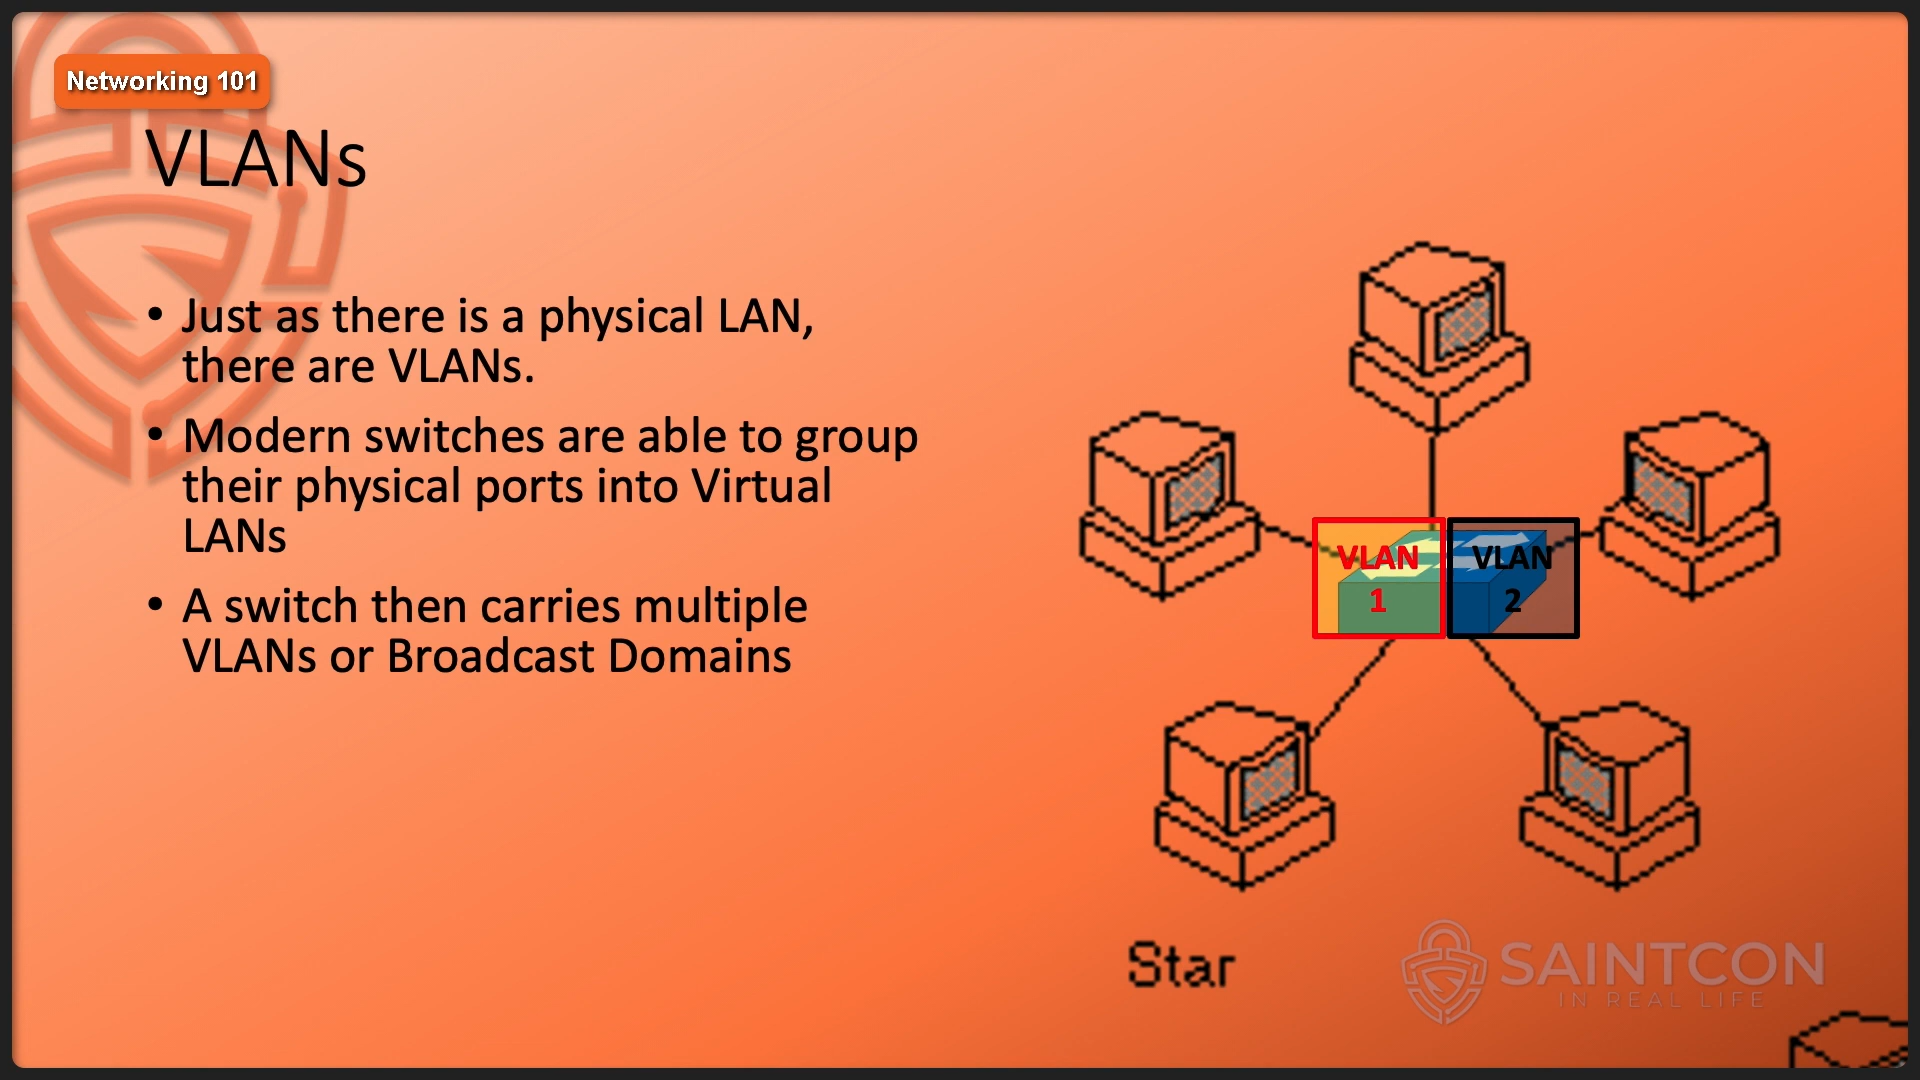 Networking 101
VLANs
• Just as there is a physical LAN,
there are VLANs.
• Modern switches are able to group
their physical ports into Virtual
LANs
• A switch then carries multiple
VLANs or Broadcast Domains
VLAN
1
VLAN
2
Star
SAINTCON
IN REAL LIFE